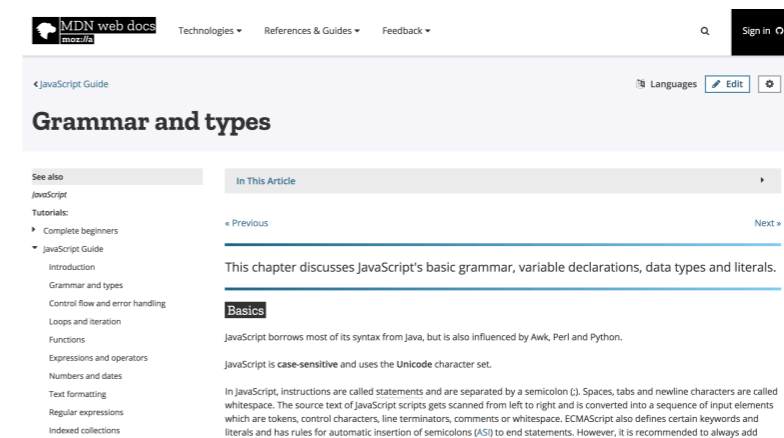 MDN web docs
moz://a
Technologies ▾ References & Guides ▾ Feedback ▾
Sign in
‹ JavaScript Guide
Languages Edit
Grammar and types
See also
JavaScript
Tutorials:
Complete beginners
JavaScript Guide
Introduction
Grammar and types
Control flow and error handling
Loops and iteration
Functions
Expressions and operators
Numbers and dates
Text formatting
Regular expressions
Indexed collections
In This Article
« Previous Next »
This chapter discusses JavaScript's basic grammar, variable declarations, data types and literals.
Basics
JavaScript borrows most of its syntax from Java, but is also influenced by Awk, Perl and Python.
JavaScript is case-sensitive and uses the Unicode character set.
In JavaScript, instructions are called statements and are separated by a semicolon (;). Spaces, tabs and newline characters are called
whitespace. The source text of JavaScript scripts gets scanned from left to right and is converted into a sequence of input elements
which are tokens, control characters, line terminators, comments or whitespace. ECMAScript also defines certain keywords and
literals and has rules for automatic insertion of semicolons (ASI) to end statements. However, it is recommended to always add